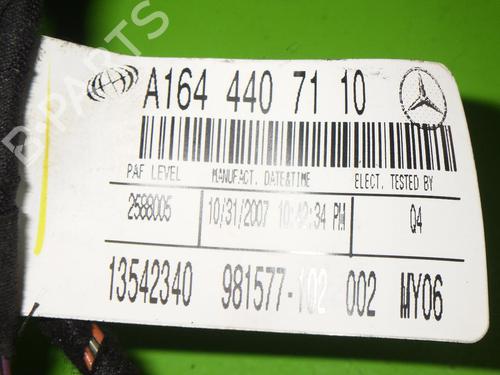 A164 440 71 10
PAF LEVEL MANUFACT. DATE&TIME ELECT. TESTED BY
2588005 10/31/2007 10:42:34 PM Q4
13542340 981577-102 002 MY06
B-PARTS